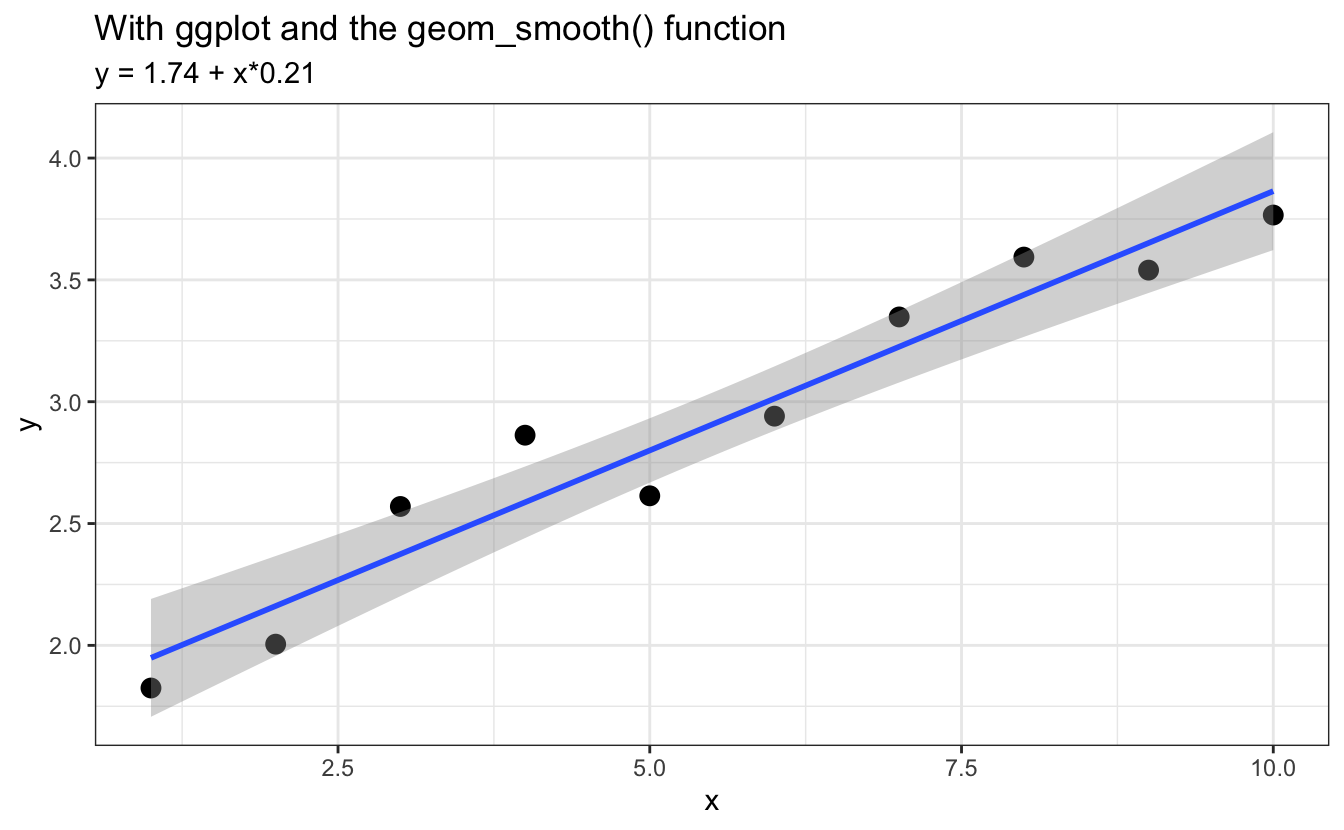 With ggplot and the geom_smooth() function
y = 1.74 + x*0.21
4.0
3.5
3.0
y
2.5
2.0
2.5 5.0 7.5 10.0
x